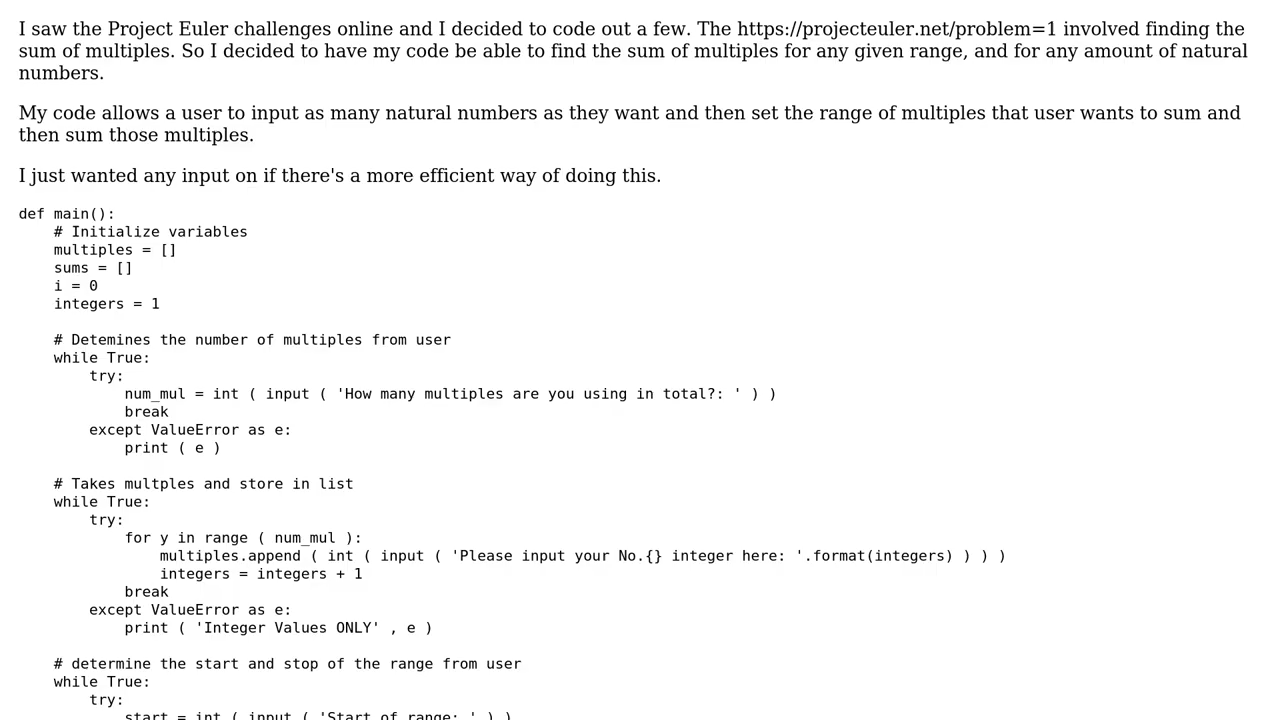 I saw the Project Euler challenges online and I decided to code out a few. The https://projecteuler.net/problem=1 involved finding the
sum of multiples. So I decided to have my code be able to find the sum of multiples for any given range, and for any amount of natural
numbers.
My code allows a user to input as many natural numbers as they want and then set the range of multiples that user wants to sum and
then sum those multiples.
I just wanted any input on if there's a more efficient way of doing this.
def main():
    # Initialize variables
    multiples = []
    sums = []
    i = 0
    integers = 1
    # Detemines the number of multiples from user
    while True:
        try:
            num_mul = int ( input ( 'How many multiples are you using in total?: ' ) )
            break
        except ValueError as e:
            print ( e )
    # Takes multples and store in list
    while True:
        try:
            for y in range ( num_mul ):
                multiples.append ( int ( input ( 'Please input your No.{} integer here: '.format(integers) ) ) )
                integers = integers + 1
            break
        except ValueError as e:
            print ( 'Integer Values ONLY' , e )
    # determine the start and stop of the range from user
    while True:
        try:
            start = int ( input ( 'Start of range: ' ) )